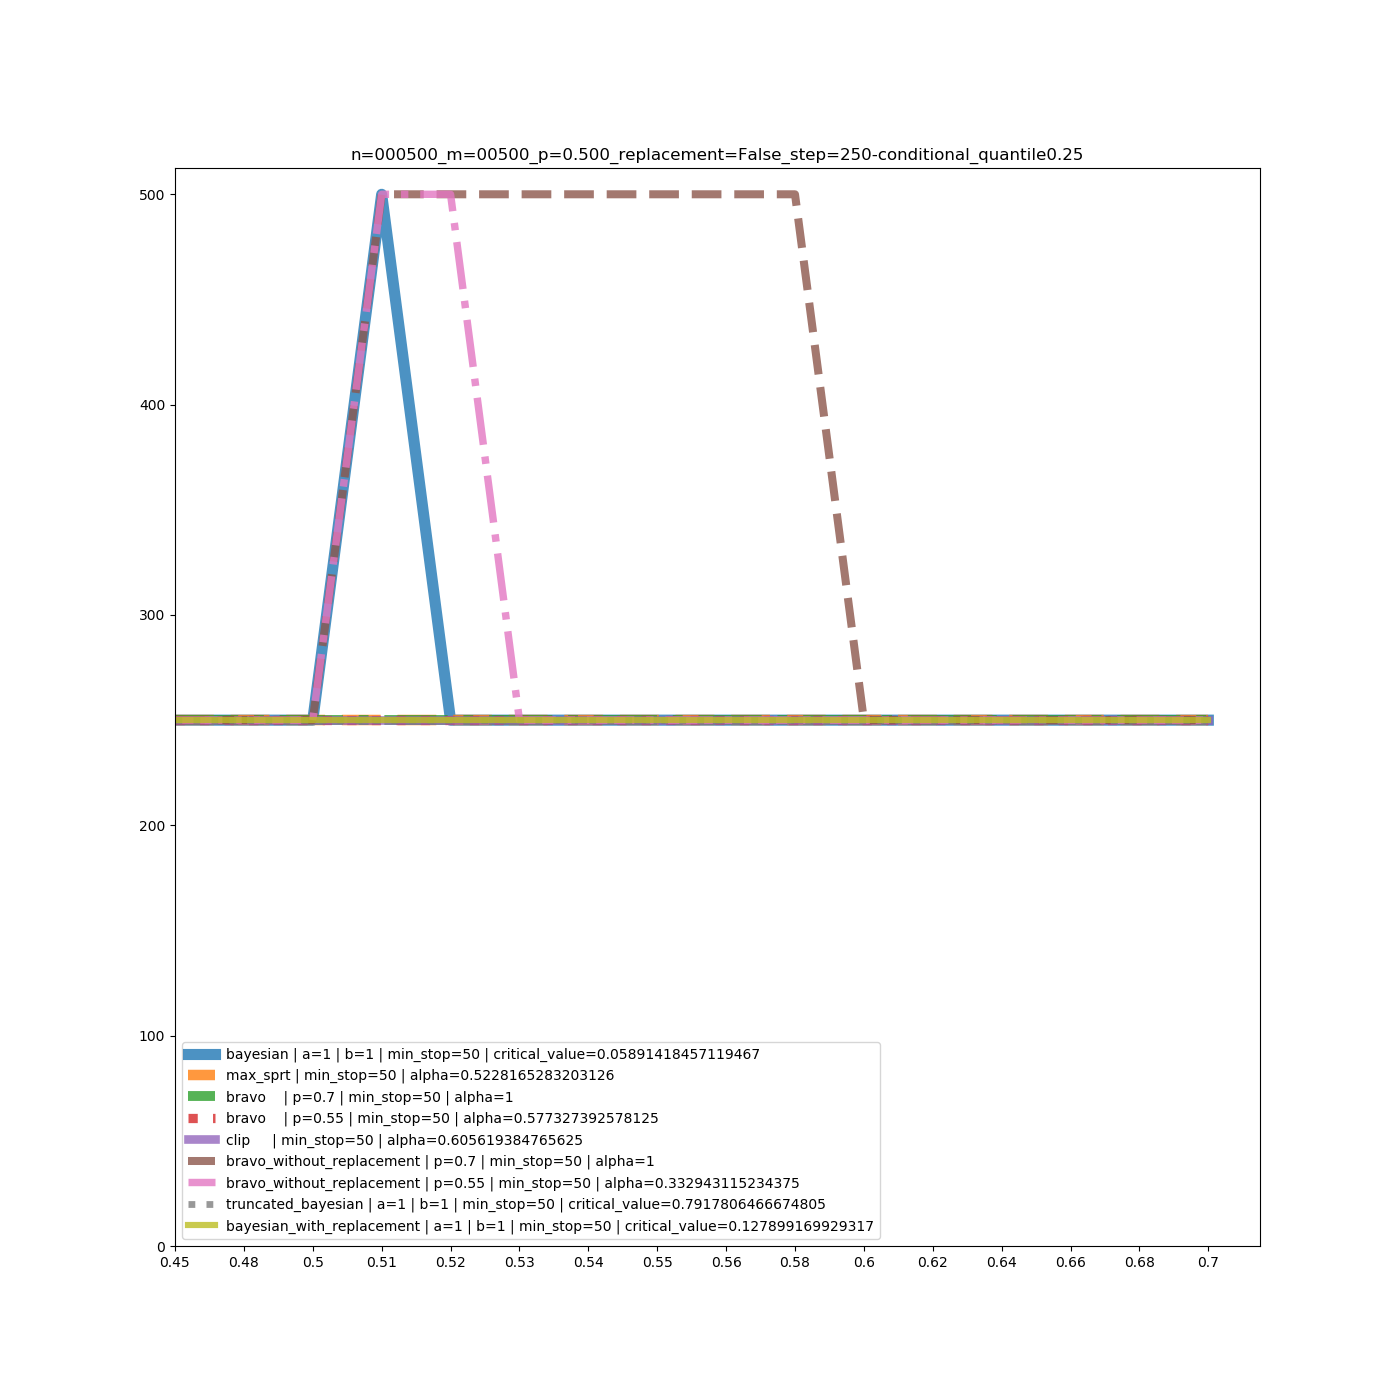 n=000500_m=00500_p=0.500_replacement=False_step=250-conditional_quantile0.25
500
400
300
200
100
0
bayesian | a=1 | b=1 | min_stop=50 | critical_value=0.05891418457119467
max_sprt | min_stop=50 | alpha=0.5228165283203126
bravo    | p=0.7 | min_stop=50 | alpha=1
bravo    | p=0.55 | min_stop=50 | alpha=0.577327392578125
clip     | min_stop=50 | alpha=0.605619384765625
bravo_without_replacement | p=0.7 | min_stop=50 | alpha=1
bravo_without_replacement | p=0.55 | min_stop=50 | alpha=0.332943115234375
truncated_bayesian | a=1 | b=1 | min_stop=50 | critical_value=0.7917806466674805
bayesian_with_replacement | a=1 | b=1 | min_stop=50 | critical_value=0.127899169929317
0.45 0.48 0.5 0.51 0.52 0.53 0.54 0.55 0.56 0.58 0.6 0.62 0.64 0.66 0.68 0.7